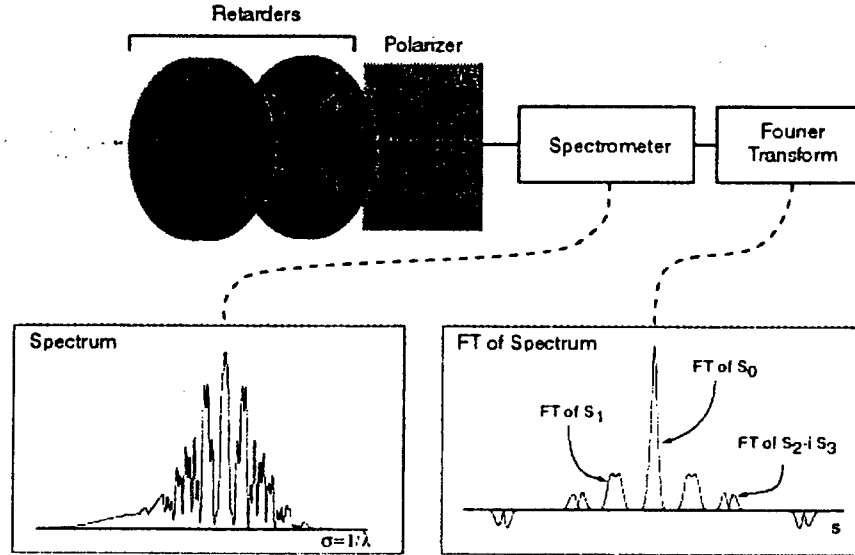 Retarders
Polarizer
Spectrometer
Fourier
Transform
Spectrum
σ=1/λ
FT of Spectrum
FT of S₀
FT of S₁
FT of S₂-i S₃
s